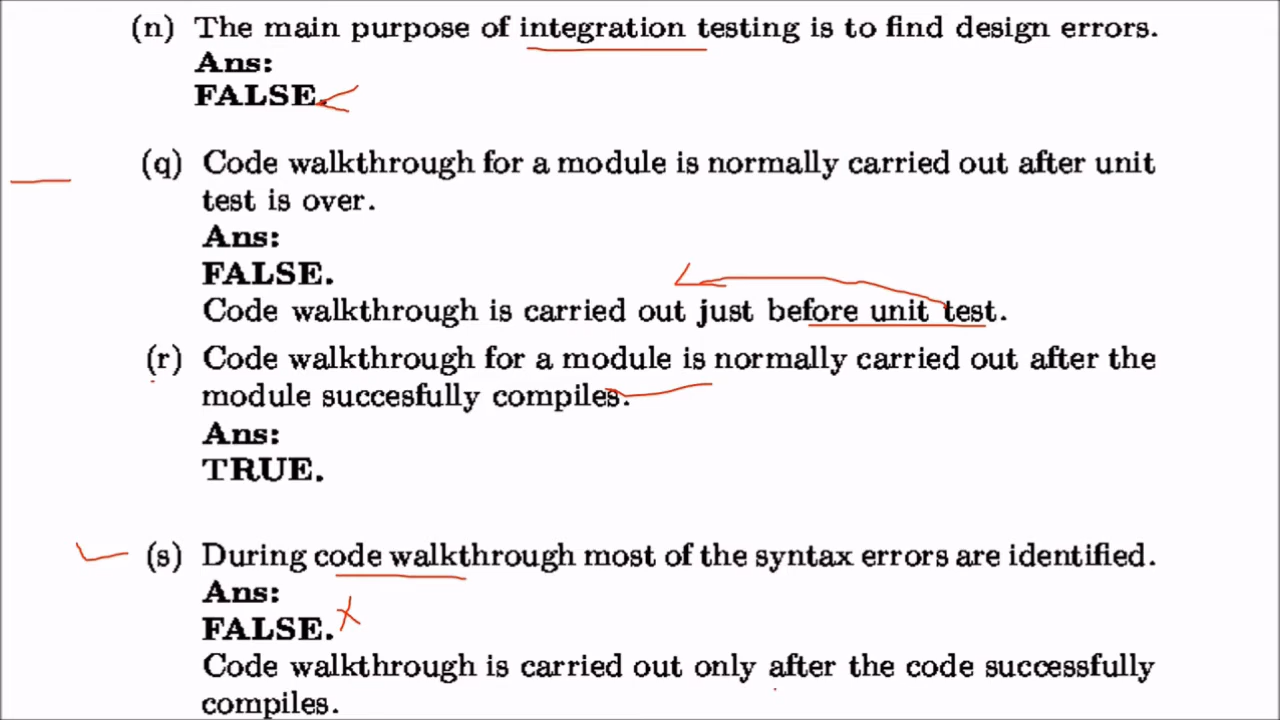 (n) The main purpose of integration testing is to find design errors.
Ans:
FALSE.
(q) Code walkthrough for a module is normally carried out after unit
test is over.
Ans:
FALSE.
Code walkthrough is carried out just before unit test.
(r) Code walkthrough for a module is normally carried out after the
module succesfully compiles.
Ans:
TRUE.
(s) During code walkthrough most of the syntax errors are identified.
Ans:
FALSE.
Code walkthrough is carried out only after the code successfully
compiles.